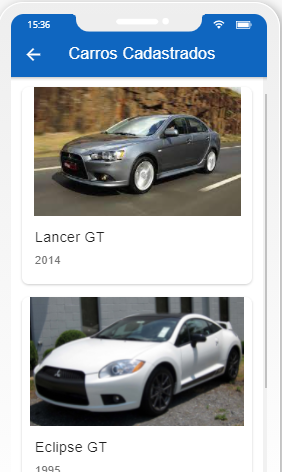 15:36
Carros Cadastrados
Lancer GT
2014
Eclipse GT
1995